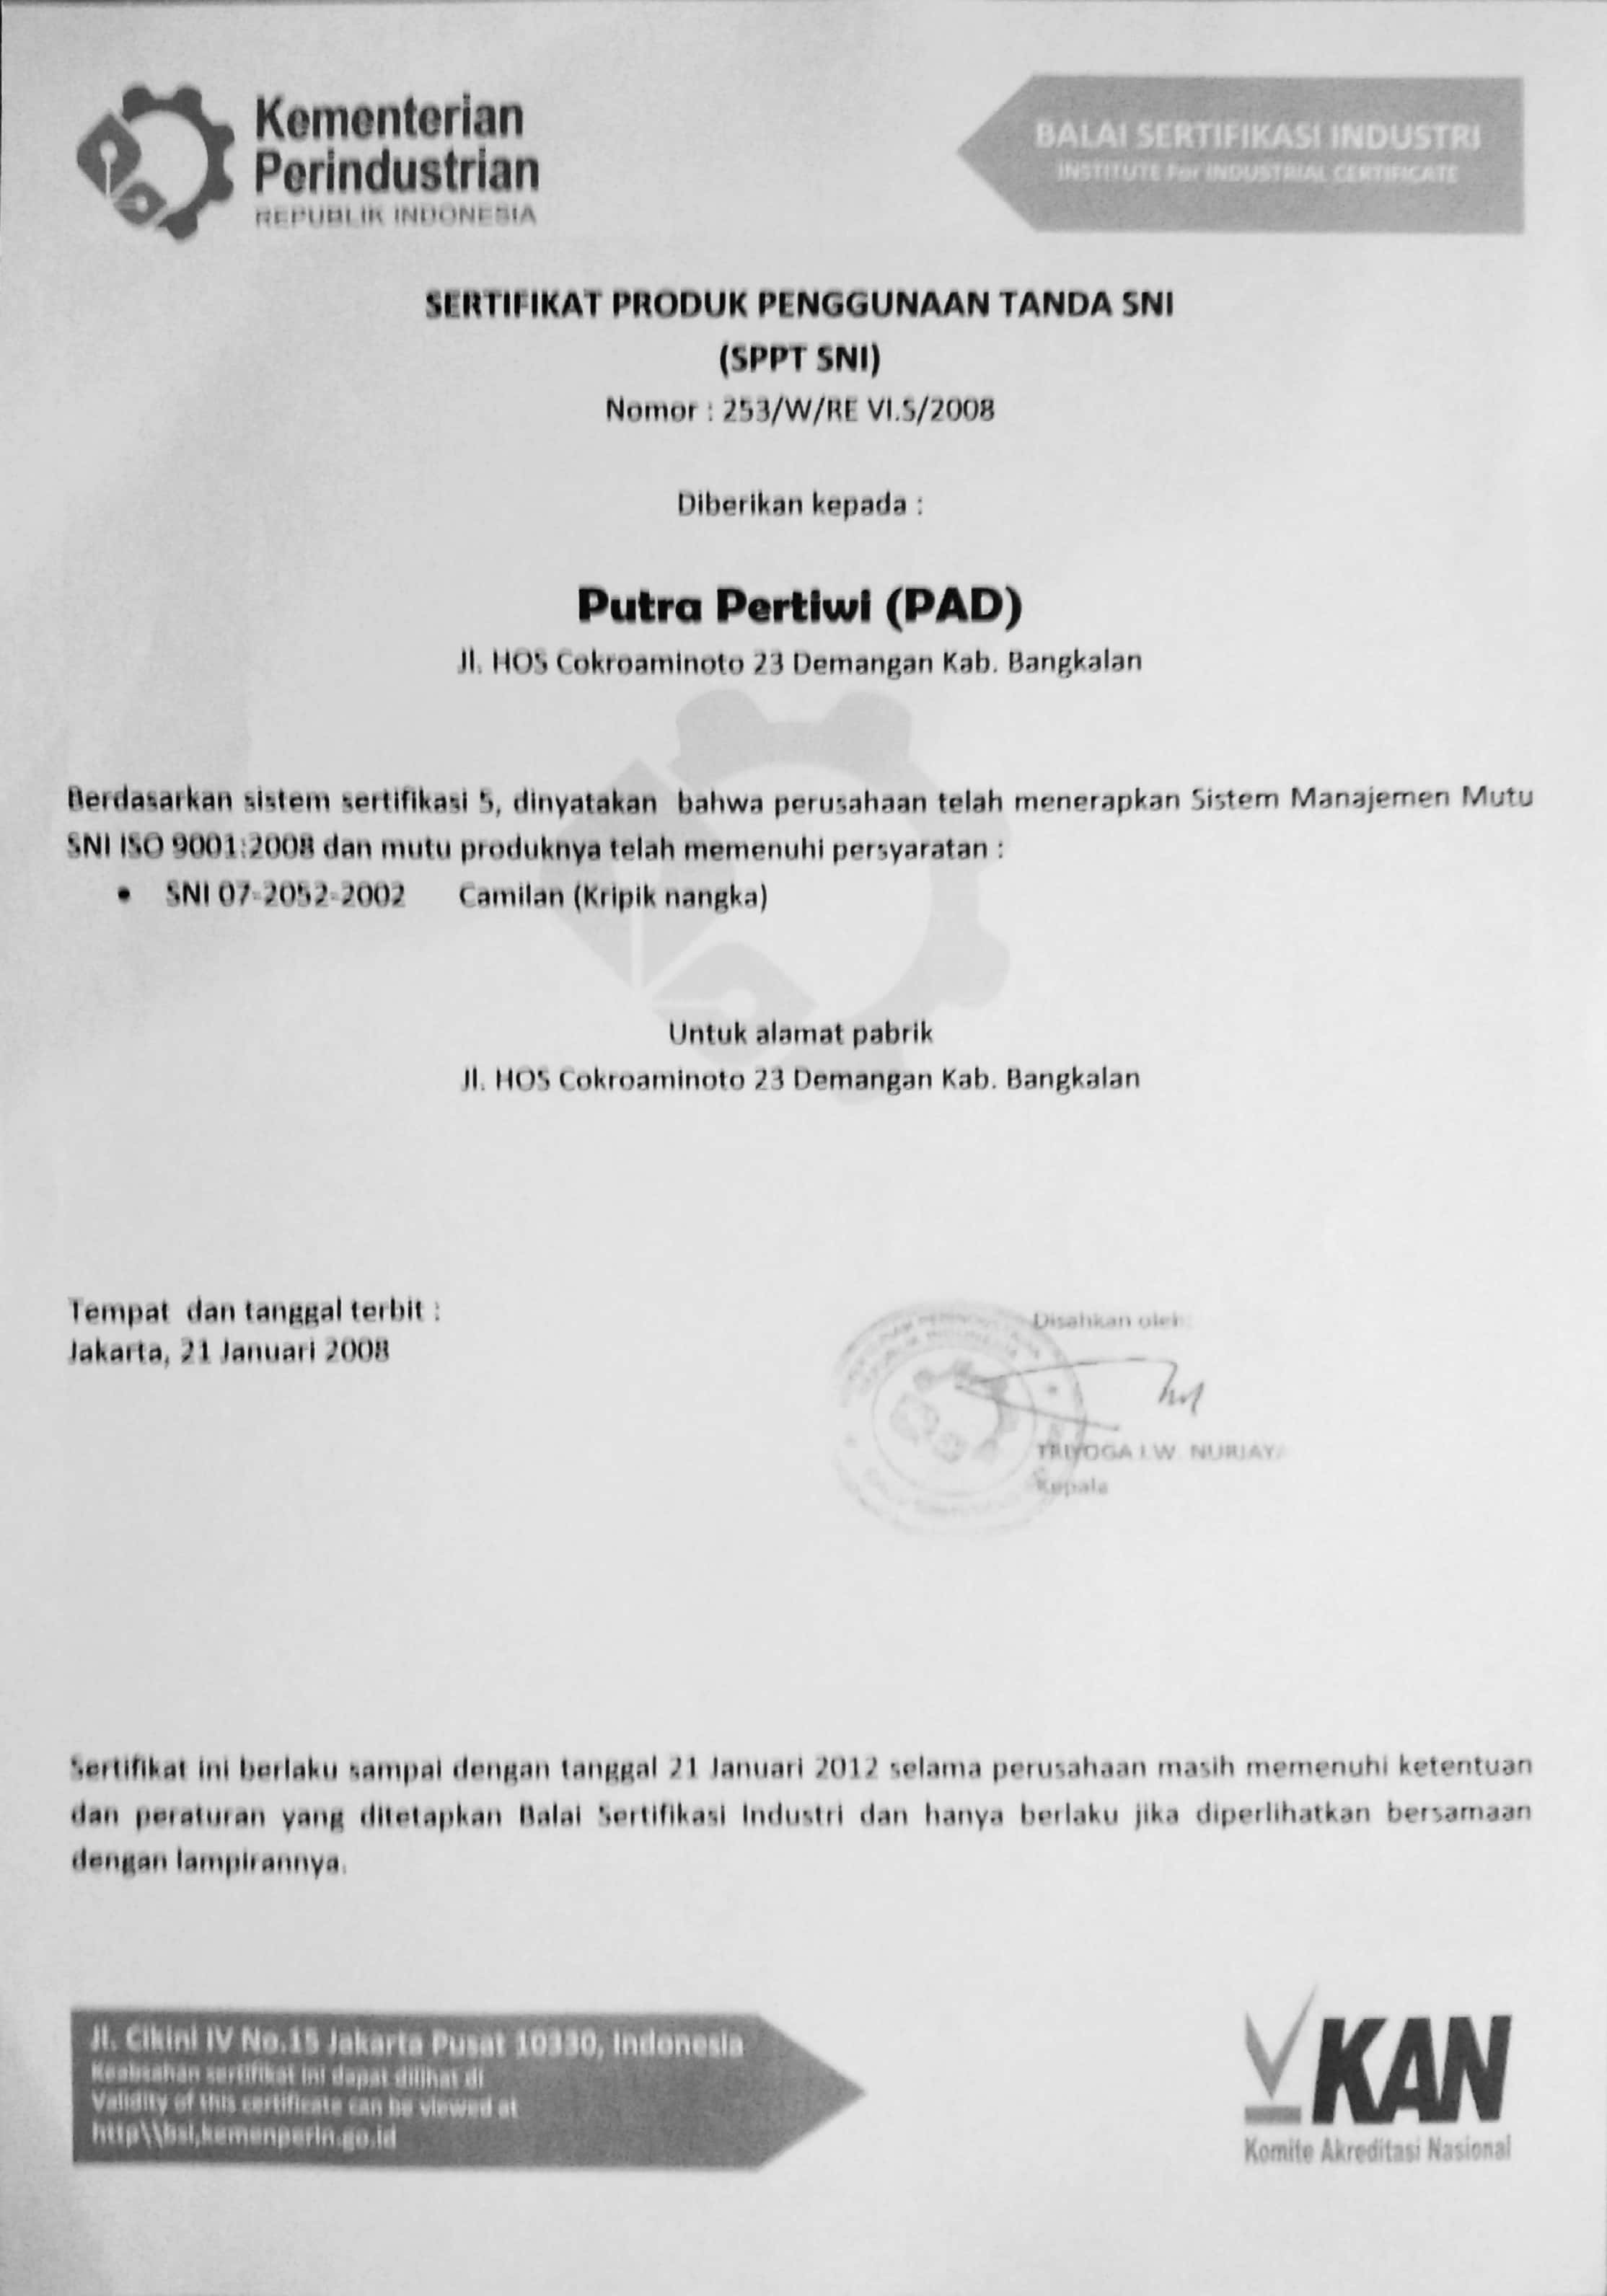 Kementerian
Perindustrian
REPUBLIK INDONESIA
BALAI SERTIFIKASI INDUSTRI
INSTITUTE For INDUSTRIAL CERTIFICATE
SERTIFIKAT PRODUK PENGGUNAAN TANDA SNI
(SPPT SNI)
Nomor : 253/W/RE VI.5/2008
Diberikan kepada :
Putra Pertiwi (PAD)
Jl. HOS Cokroaminoto 23 Demangan Kab. Bangkalan
Berdasarkan sistem sertifikasi 5, dinyatakan bahwa perusahaan telah menerapkan Sistem Manajemen Mutu
SNI ISO 9001:2008 dan mutu produknya telah memenuhi persyaratan :
• SNI 07-2052-2002 Camilan (Kripik nangka)
Untuk alamat pabrik
Jl. HOS Cokroaminoto 23 Demangan Kab. Bangkalan
Tempat dan tanggal terbit :
Jakarta, 21 Januari 2008
Disahkan oleh:
TRIYOGA I.W. NURJAYA
Kepala
Sertifikat ini berlaku sampai dengan tanggal 21 Januari 2012 selama perusahaan masih memenuhi ketentuan
dan peraturan yang ditetapkan Balai Sertifikasi Industri dan hanya berlaku jika diperlihatkan bersamaan
dengan lampirannya.
Jl. Cikini IV No.15 Jakarta Pusat 10330, Indonesia
Keabsahan sertifikat ini dapat dilihat di
Validity of this certificate can be viewed at
http\\bsi,kemenperin.go.id
KAN
Komite Akreditasi Nasional